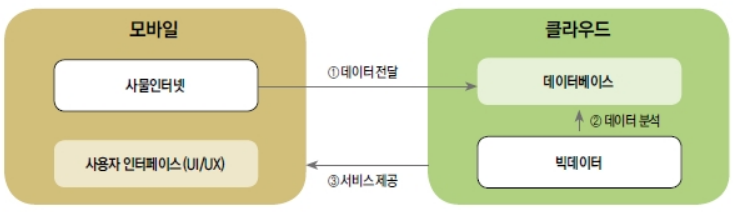 모바일
사물인터넷
사용자 인터페이스(UI/UX)
① 데이터 전달
③ 서비스 제공
클라우드
데이터베이스
② 데이터 분석
빅데이터